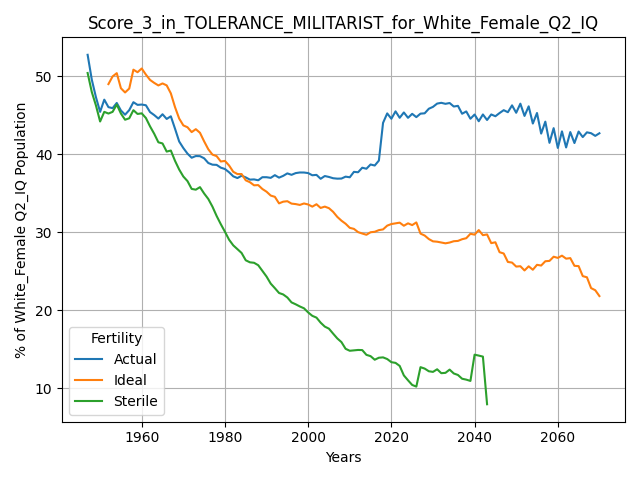 Score_3_in_TOLERANCE_MILITARIST_for_White_Female_Q2_IQ
% of White_Female Q2_IQ Population
50
40
30
20
10
Fertility
Actual
Ideal
Sterile
1960 1980 2000 2020 2040 2060
Years